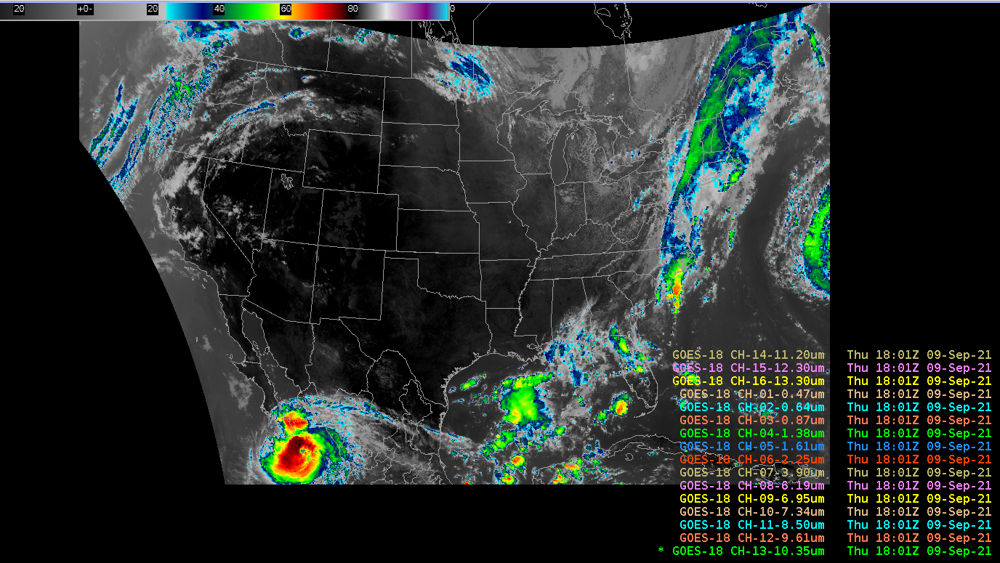 20 +0- 20 40 60 80 0
GOES-18 CH-14-11.20um Thu 18:01Z 09-Sep-21
GOES-18 CH-15-12.30um Thu 18:01Z 09-Sep-21
GOES-18 CH-16-13.30um Thu 18:01Z 09-Sep-21
GOES-18 CH-01-0.47um Thu 18:01Z 09-Sep-21
GOES-18 CH-02-0.64um Thu 18:01Z 09-Sep-21
GOES-18 CH-03-0.87um Thu 18:01Z 09-Sep-21
GOES-18 CH-04-1.38um Thu 18:01Z 09-Sep-21
GOES-18 CH-05-1.61um Thu 18:01Z 09-Sep-21
GOES-18 CH-06-2.25um Thu 18:01Z 09-Sep-21
GOES-18 CH-07-3.90um Thu 18:01Z 09-Sep-21
GOES-18 CH-08-6.19um Thu 18:01Z 09-Sep-21
GOES-18 CH-09-6.95um Thu 18:01Z 09-Sep-21
GOES-18 CH-10-7.34um Thu 18:01Z 09-Sep-21
GOES-18 CH-11-8.50um Thu 18:01Z 09-Sep-21
GOES-18 CH-12-9.61um Thu 18:01Z 09-Sep-21
* GOES-18 CH-13-10.35um Thu 18:01Z 09-Sep-21